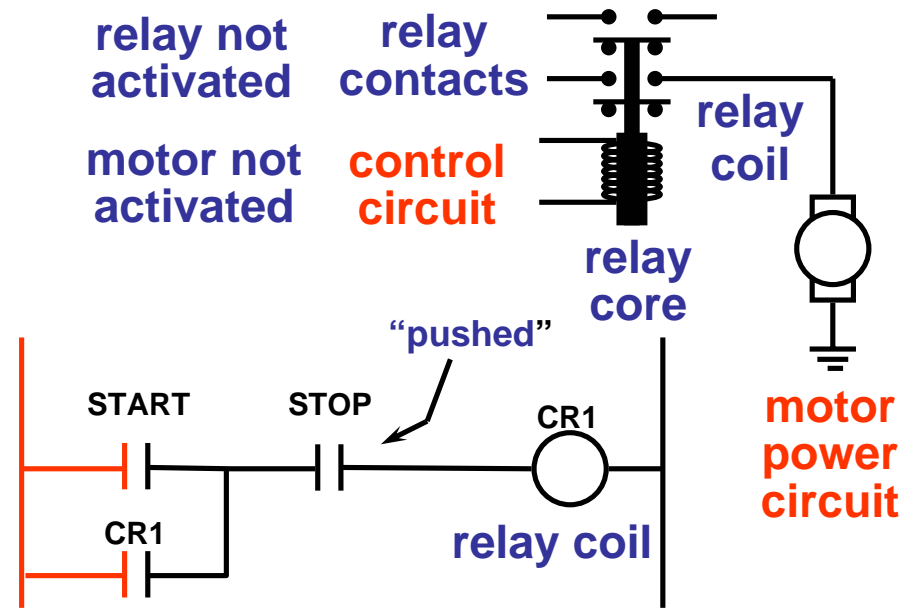 relay not
activated
relay
contacts
relay
coil
motor not
activated
control
circuit
relay
core
“pushed”
START
STOP
CR1
motor
power
circuit
CR1
relay coil